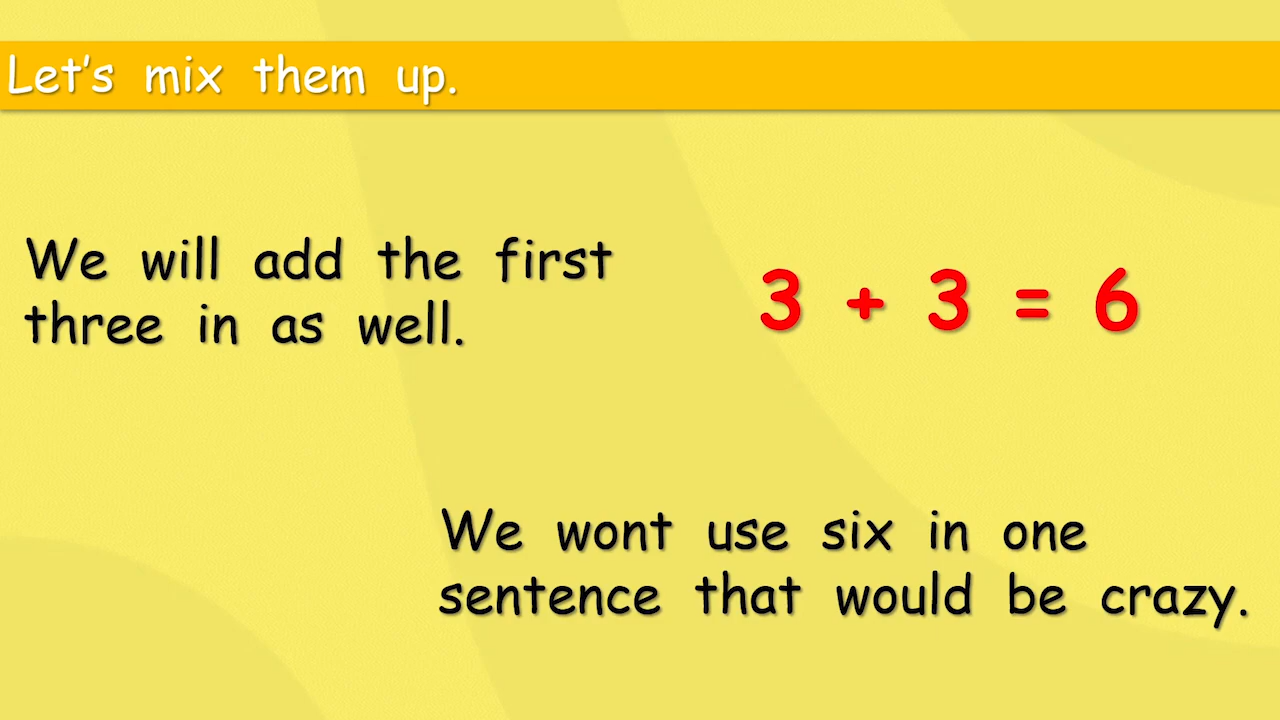 Let's mix them up.
We will add the first
three in as well.
3 + 3 = 6
We wont use six in one
sentence that would be crazy.